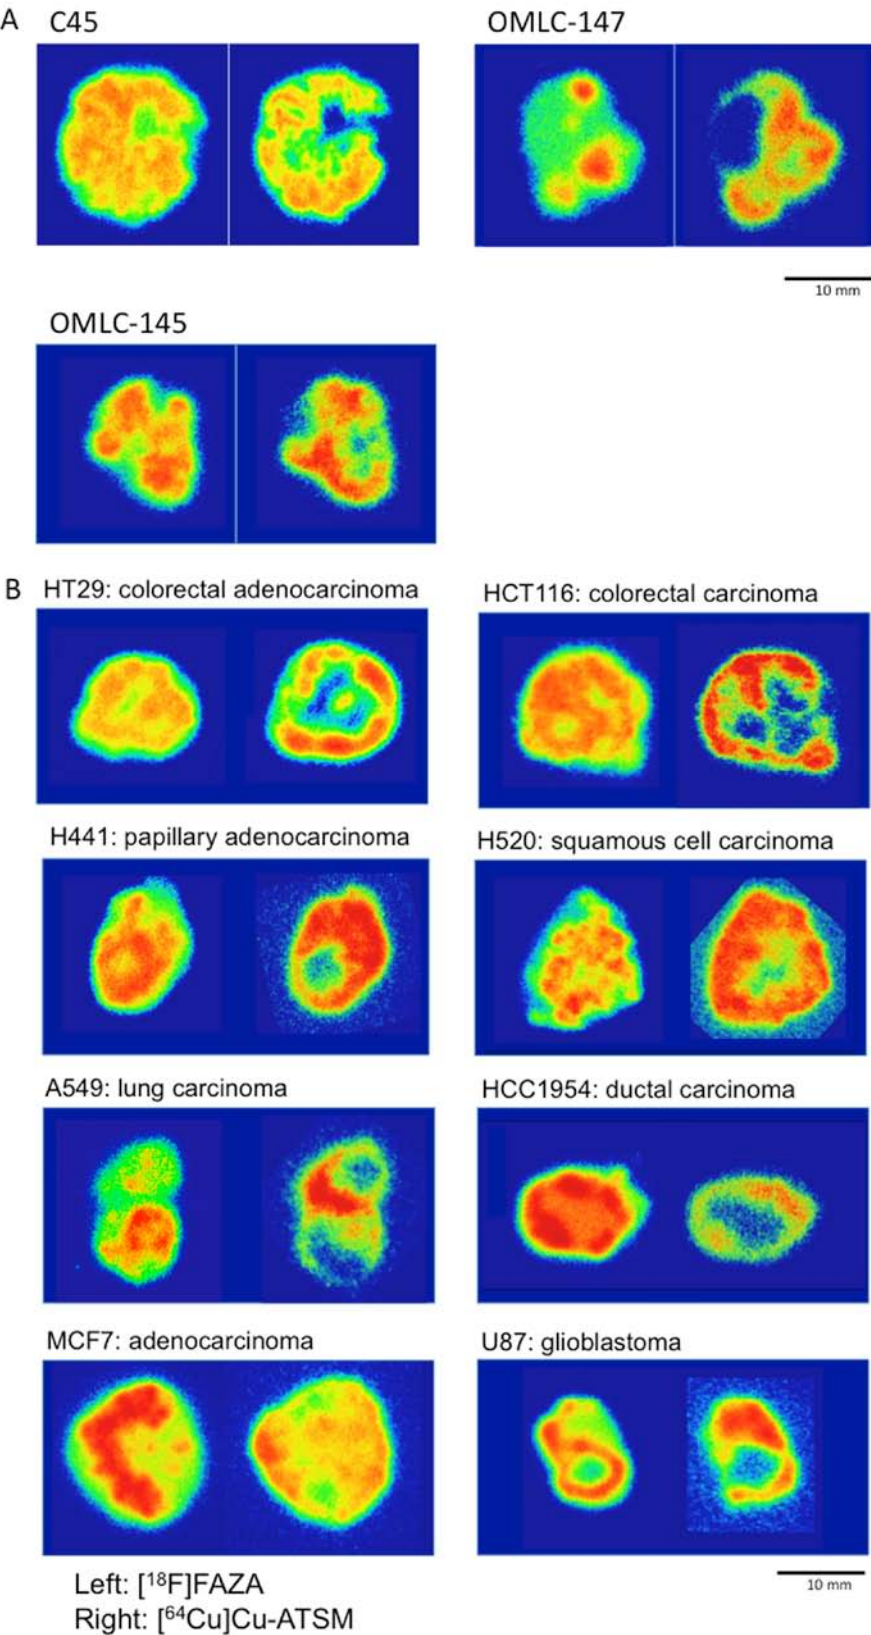 A
C45
OMLC-147
10 mm
OMLC-145
B
HT29: colorectal adenocarcinoma
HCT116: colorectal carcinoma
H441: papillary adenocarcinoma
H520: squamous cell carcinoma
A549: lung carcinoma
HCC1954: ductal carcinoma
MCF7: adenocarcinoma
U87: glioblastoma
Left: [¹⁸F]FAZA
Right: [⁶⁴Cu]Cu-ATSM
10 mm